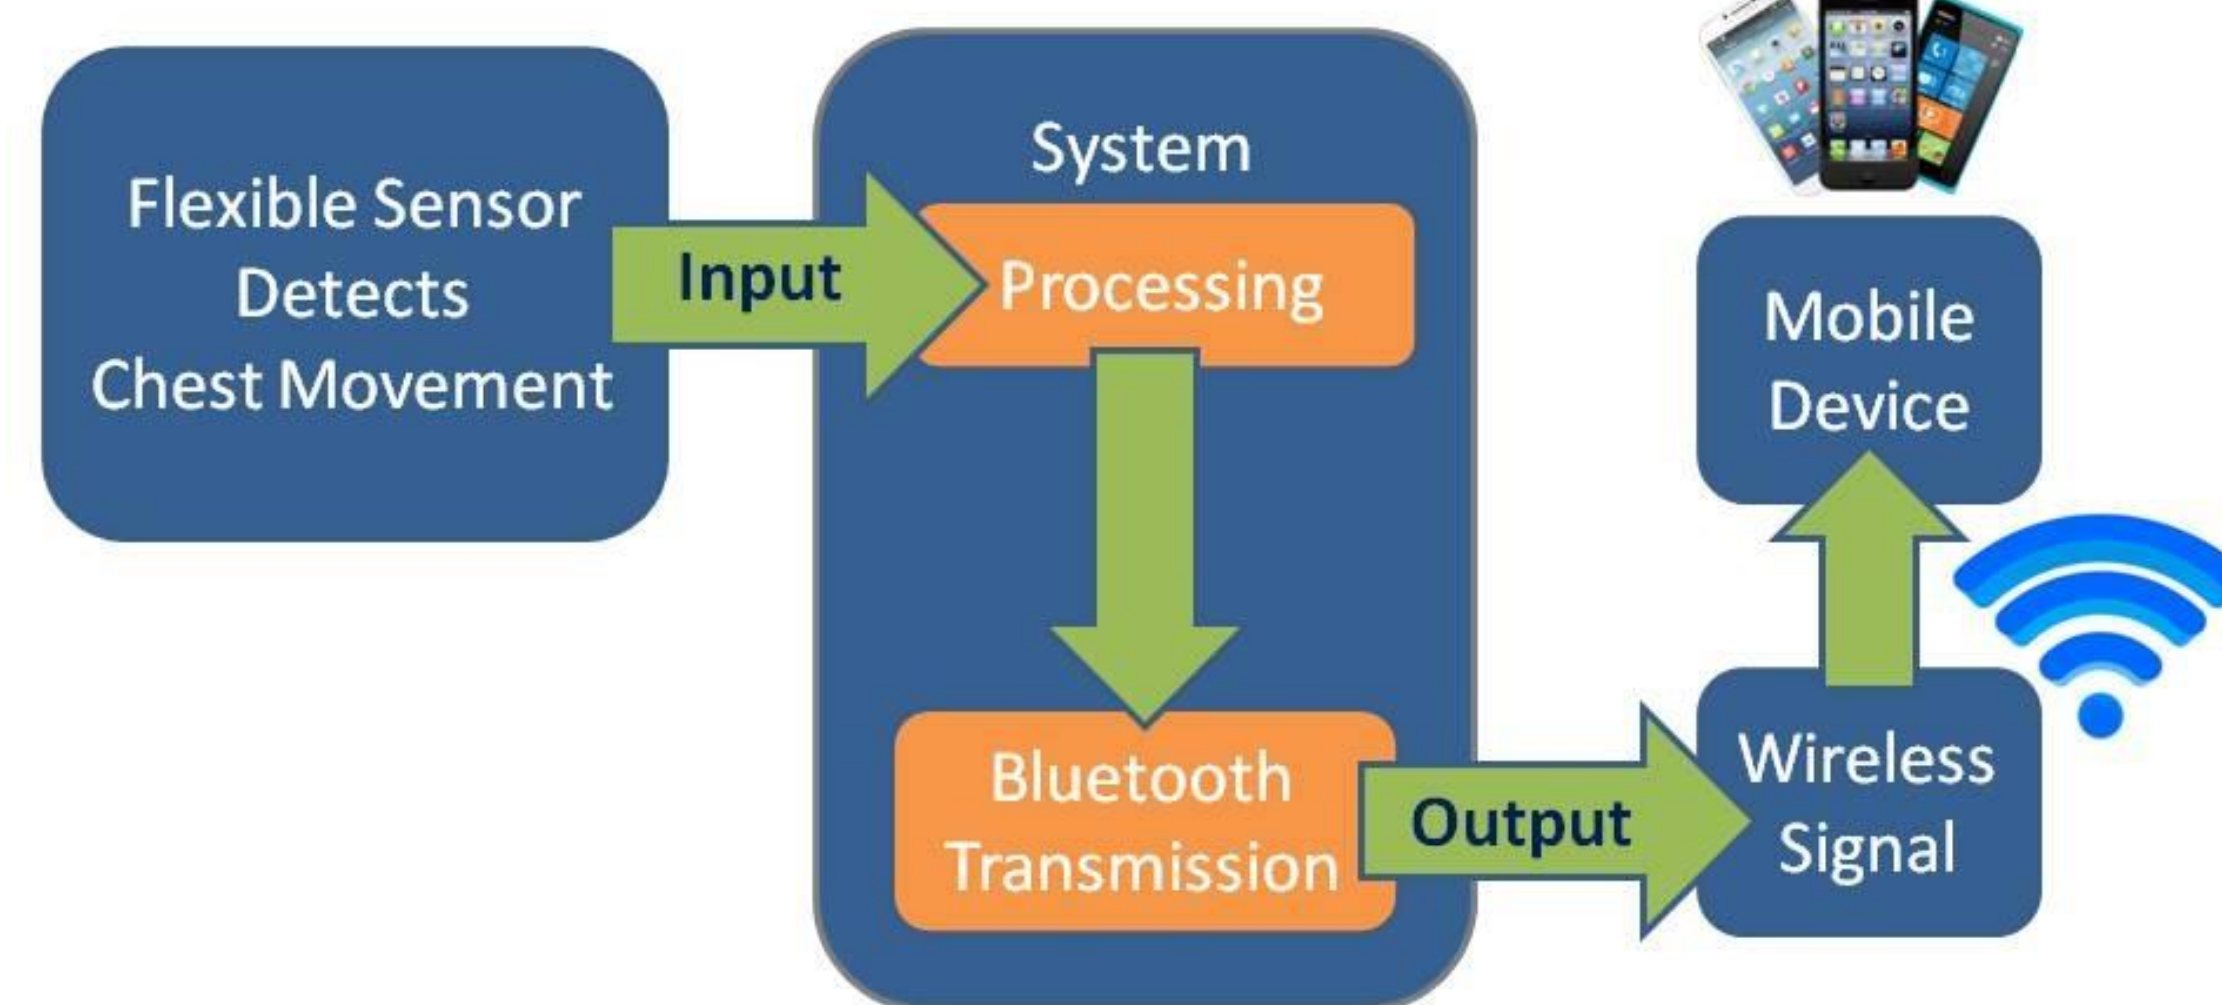 Flexible Sensor
Detects
Chest Movement
Input
System
Processing
Bluetooth
Transmission
Output
Wireless
Signal
Mobile
Device